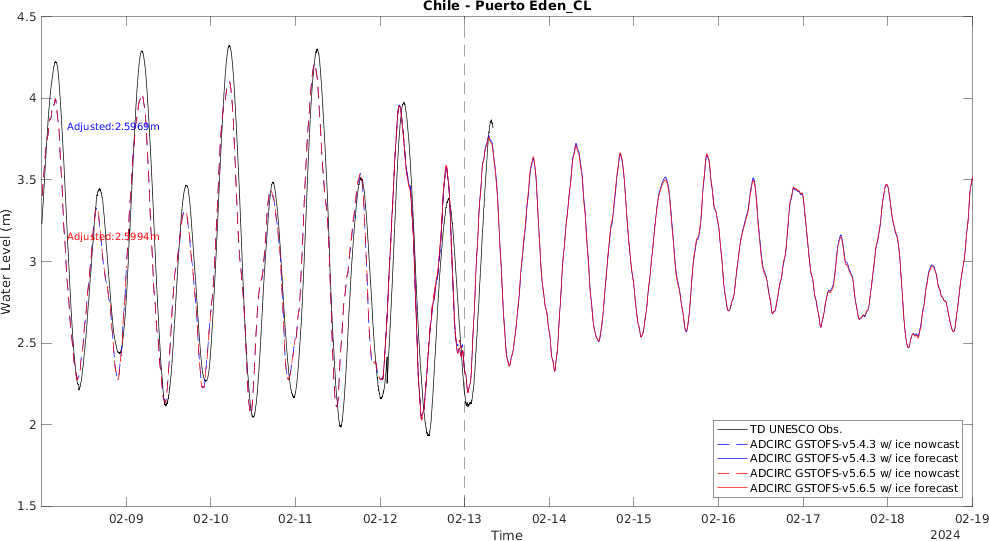 Chile - Puerto Eden_CL
4.5
4
3.5
3
2.5
2
1.5
Water Level (m)
Adjusted:2.5969m
Adjusted:2.5994m
TD UNESCO Obs.
ADCIRC GSTOFS-v5.4.3 w/ ice nowcast
ADCIRC GSTOFS-v5.4.3 w/ ice forecast
ADCIRC GSTOFS-v5.6.5 w/ ice nowcast
ADCIRC GSTOFS-v5.6.5 w/ ice forecast
02-09 02-10 02-11 02-12 02-13 02-14 02-15 02-16 02-17 02-18 02-19
Time
2024